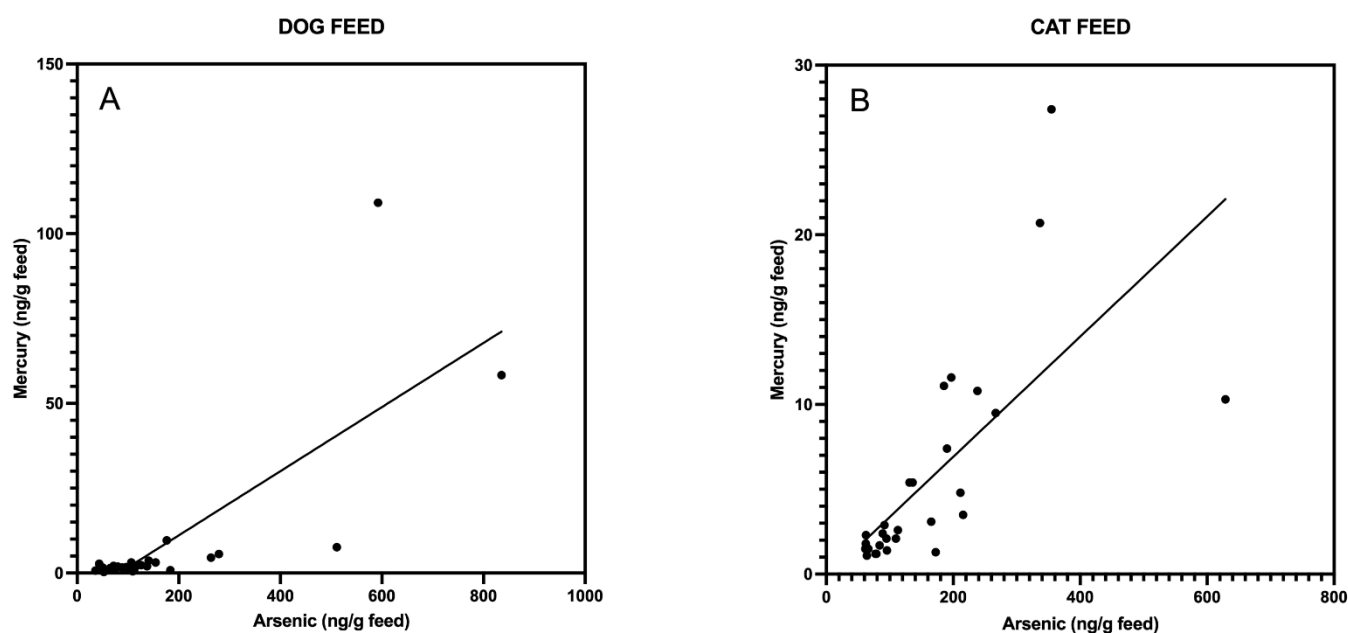 DOG FEED
A
150
100
50
0
Mercury (ng/g feed)
0 200 400 600 800 1000
Arsenic (ng/g feed)
CAT FEED
B
30
20
10
0
Mercury (ng/g feed)
0 200 400 600 800
Arsenic (ng/g feed)